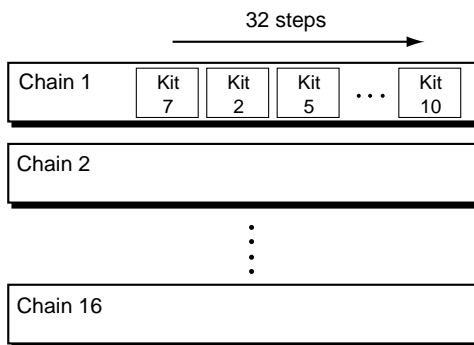 32 steps
Chain 1
Kit 7
Kit 2
Kit 5
...
Kit 10
Chain 2
Chain 16